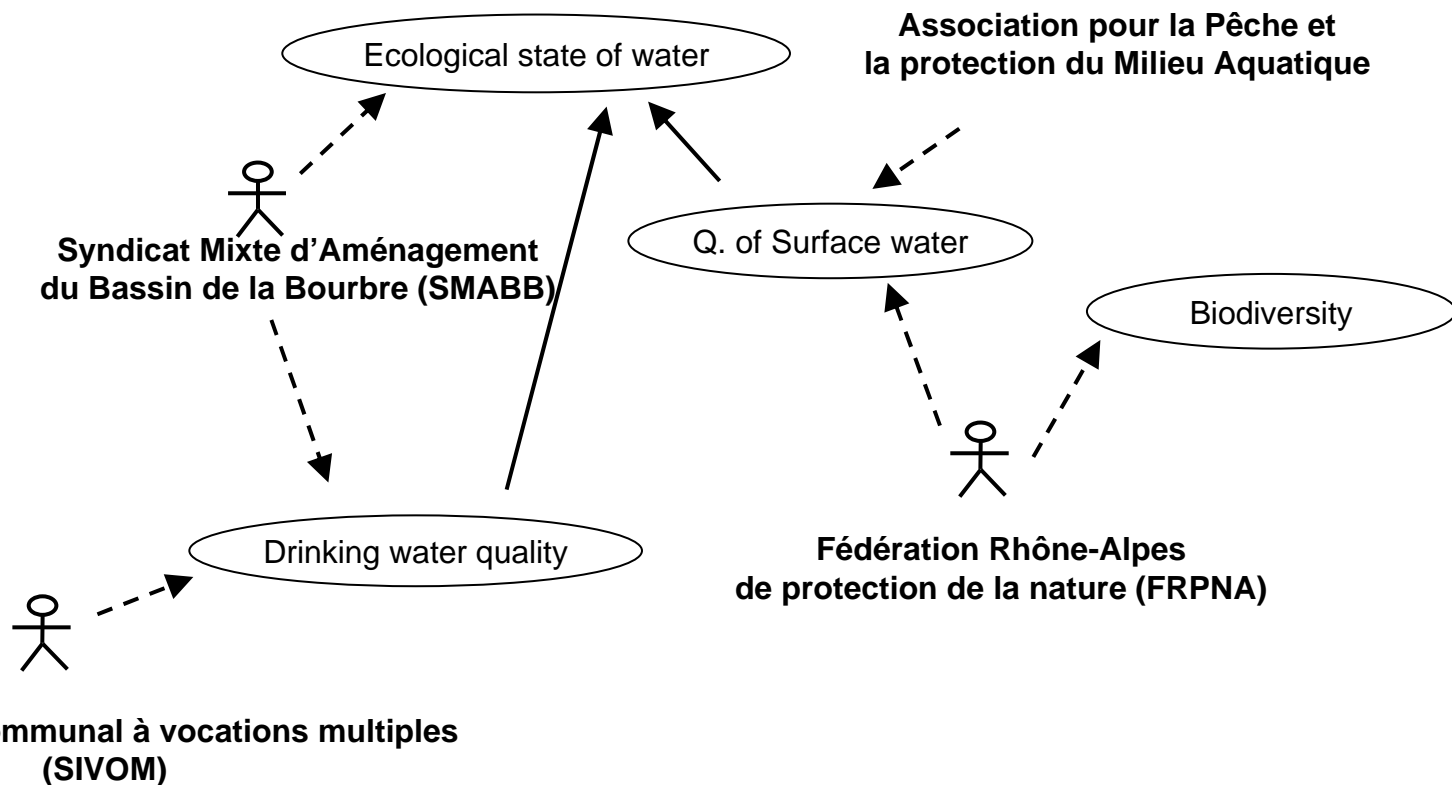 Ecological state of water
Association pour la Pêche et
la protection du Milieu Aquatique
Syndicat Mixte d’Aménagement
du Bassin de la Bourbre (SMABB)
Q. of Surface water
Biodiversity
Drinking water quality
Fédération Rhône-Alpes
de protection de la nature (FRPNA)
à vocations multiples
(SIVOM)